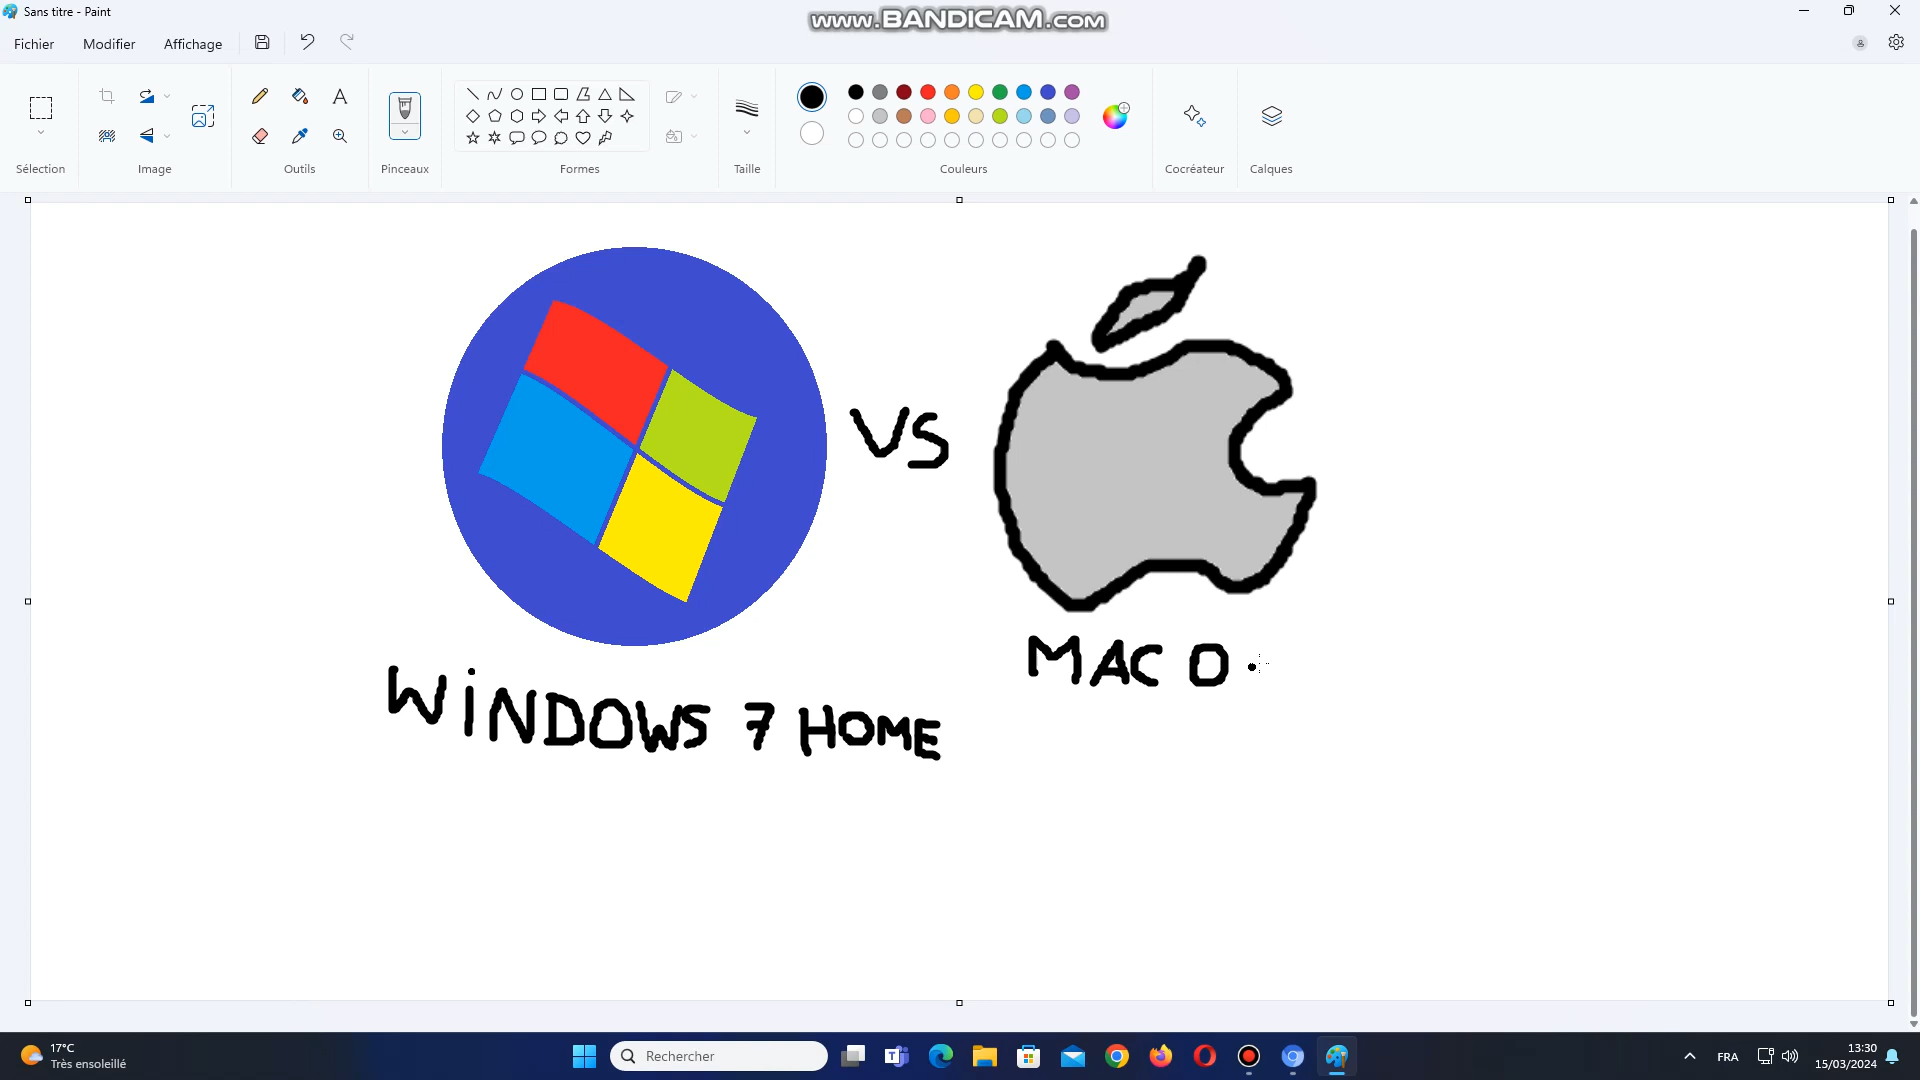 Sans titre - Paint
www.BANDICAM.com
Fichier Modifier Affichage
Sélection Image Outils Pinceaux Formes Taille Couleurs Cocréateur Calques
VS
MAC O
WiNDOWS 7 HOME
17°C
Très ensoleillé
Rechercher
FRA
13:30
15/03/2024